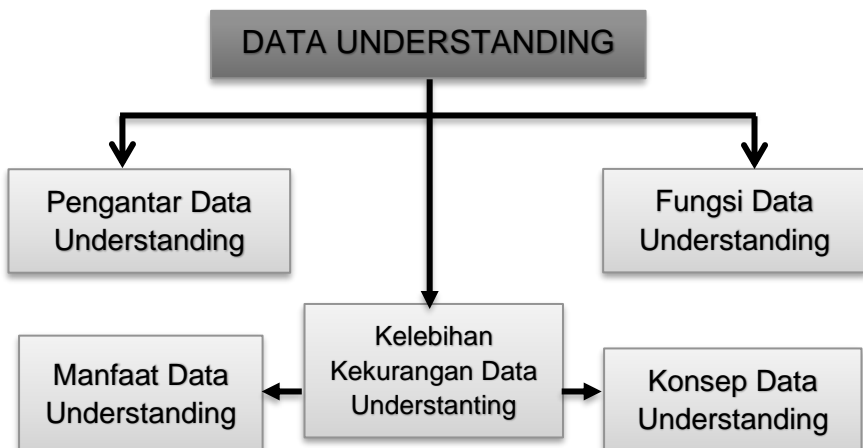 DATA UNDERSTANDING
Pengantar Data
Understanding
Fungsi Data
Understanding
Kelebihan
Kekurangan Data
Understanting
Manfaat Data
Understanding
Konsep Data
Understanding